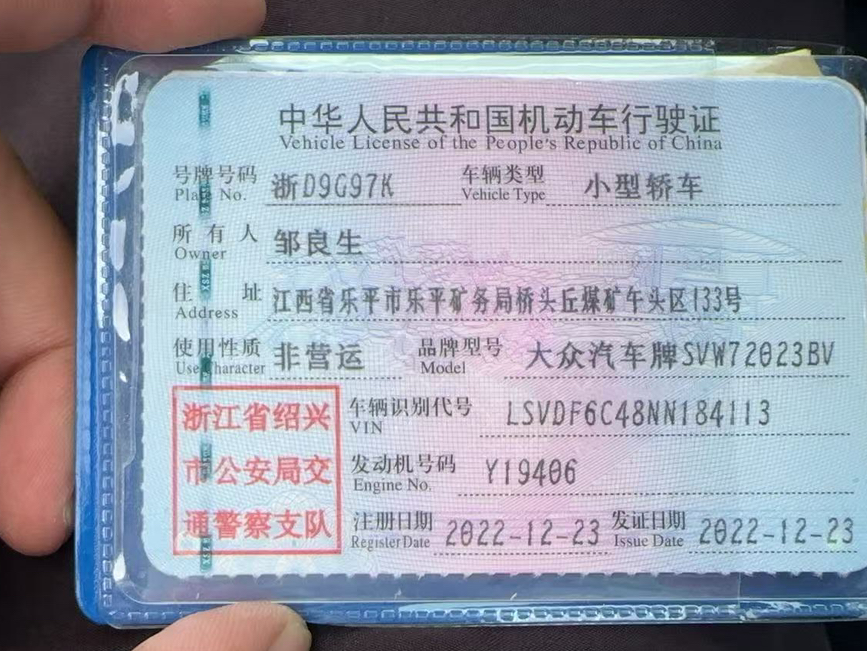 中华人民共和国机动车行驶证
Vehicle License of the People's Republic of China
号牌号码 浙D9G97K 车辆类型 小型轿车
Plate No. Vehicle Type
所有人 邹良生
Owner
住址 江西省乐平市乐平矿务局桥头丘煤矿午头区133号
Address
使用性质 非营运 品牌型号 大众汽车牌SVW72023BV
Use Character Model
浙江省绍兴 车辆识别代号 LSVDF6C48NN184113
VIN
市公安局交 发动机号码 Y19406
Engine No.
通警察支队 注册日期 2022-12-23 发证日期 2022-12-23
Register Date Issue Date